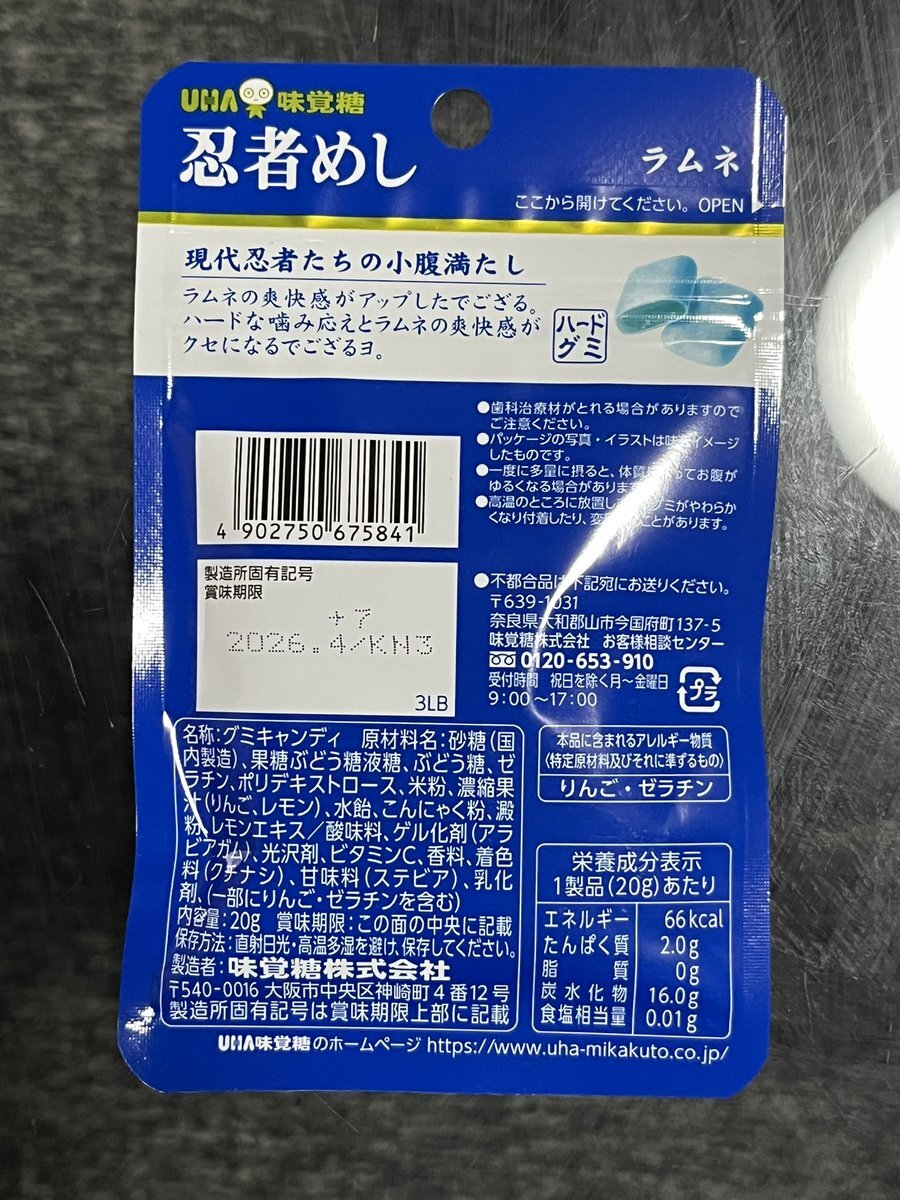 UHA味覚糖
忍者めし
ラムネ
ここから開けてください。OPEN
現代忍者たちの小腹満たし
ラムネの爽快感がアップしたでござる。
ハードな噛み応えとラムネの爽快感が
クセになるでござるヨ。
ハード
グミ
●歯科治療材がとれる場合がありますので
ご注意ください。
●パッケージの写真・イラストは味のイメージ
したものです。
●一度に多量に摂ると、体質によってお腹が
ゆるくなる場合があります
●高温のところに放置し グミがやわらか
くなり付着したり、変 ことがあります。
4 902750 675841
製造所固有記号
賞味期限
+7
2026.4/KN3
3LB
●不都合品は下記宛にお送りください。
〒639-1031
奈良県大和郡山市今国府町137-5
味覚糖株式会社 お客様相談センター
0120-653-910
受付時間 祝日を除く月〜金曜日
9:00〜17:00
プラ
名称:グミキャンディ 原材料名:砂糖(国
内製造)、果糖ぶどう糖液糖、ぶどう糖、ゼ
ラチン、ポリデキストロース、米粉、濃縮果
汁(りんご、レモン)、水飴、こんにゃく粉、澱
粉、レモンエキス/酸味料、ゲル化剤(アラ
ビアガム)、光沢剤、ビタミンC、香料、着色
料(クチナシ)、甘味料(ステビア)、乳化
剤、(一部にりんご・ゼラチンを含む)
内容量:20g 賞味期限:この面の中央に記載
保存方法:直射日光・高温多湿を避け、保存してください。
製造者:味覚糖株式会社
〒540-0016 大阪市中央区神崎町4番12号
製造所固有記号は賞味期限上部に記載
本品に含まれるアレルギー物質
(特定原材料及びそれに準ずるもの)
りんご・ゼラチン
栄養成分表示
1製品(20g)あたり
エネルギー 66kcal
たんぱく質 2.0g
脂質 0g
炭水化物 16.0g
食塩相当量 0.01g
UHA味覚糖のホームページ https://www.uha-mikakuto.co.jp/